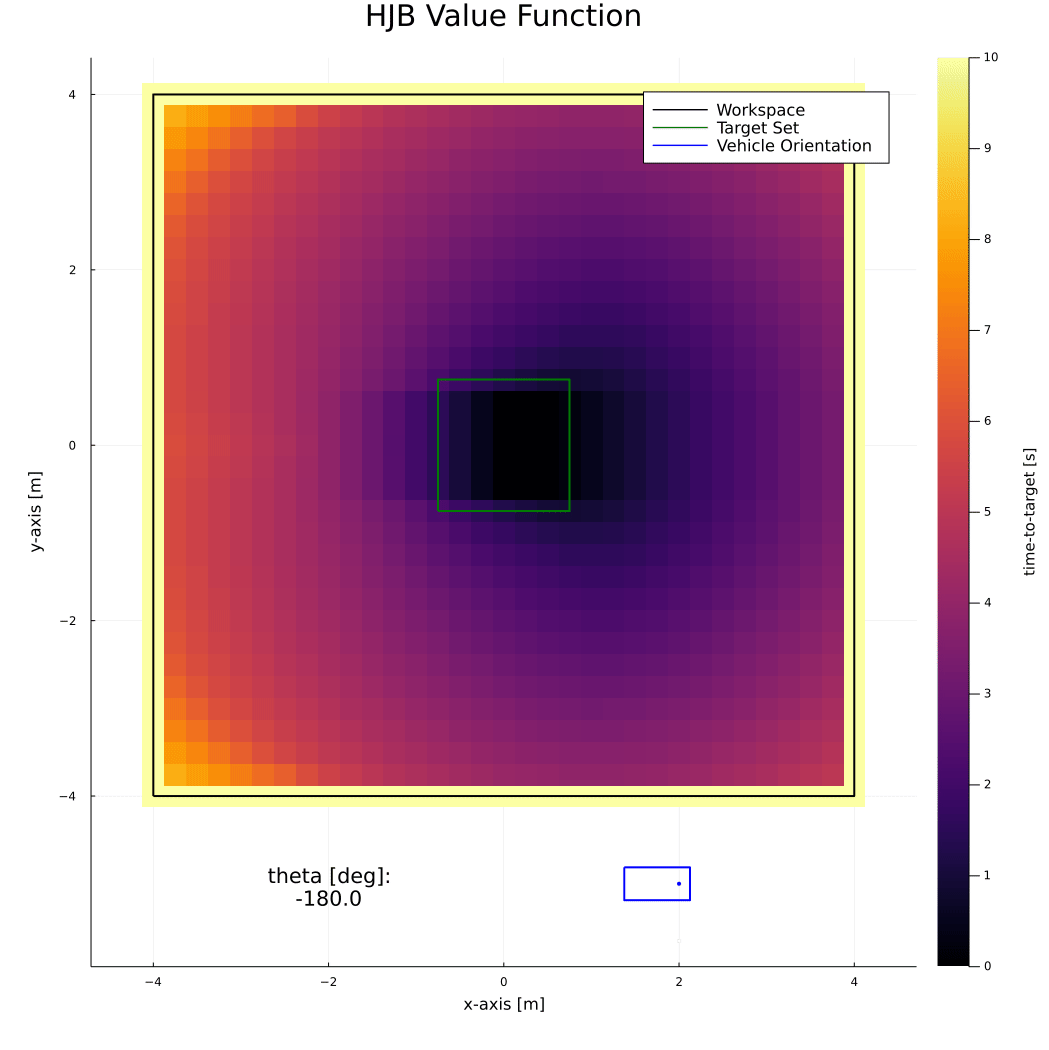 HJB Value Function
Workspace
Target Set
Vehicle Orientation
4
2
0
−2
−4
y-axis [m]
theta [deg]:
-180.0
−4
−2
0
2
4
x-axis [m]
10
9
8
7
6
5
4
3
2
1
0
time-to-target [s]